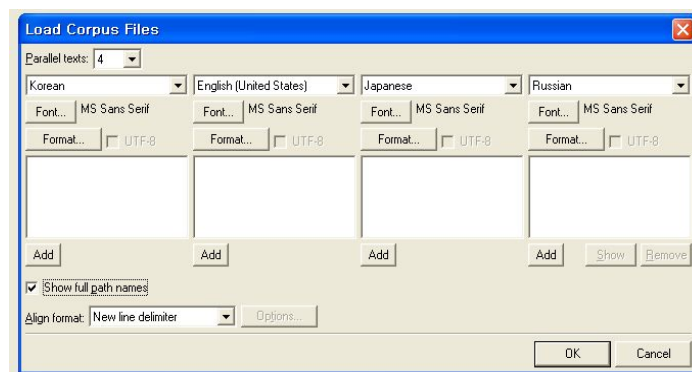 Load Corpus Files
Parallel texts: 4
Korean English (United States) Japanese Russian
Font... MS Sans Serif Font... MS Sans Serif Font... MS Sans Serif Font... MS Sans Serif
Format... UTF-8 Format... UTF-8 Format... UTF-8 Format... UTF-8
Add Add Add Add Show Remove
Show full path names
Align format: New line delimiter Options...
OK Cancel